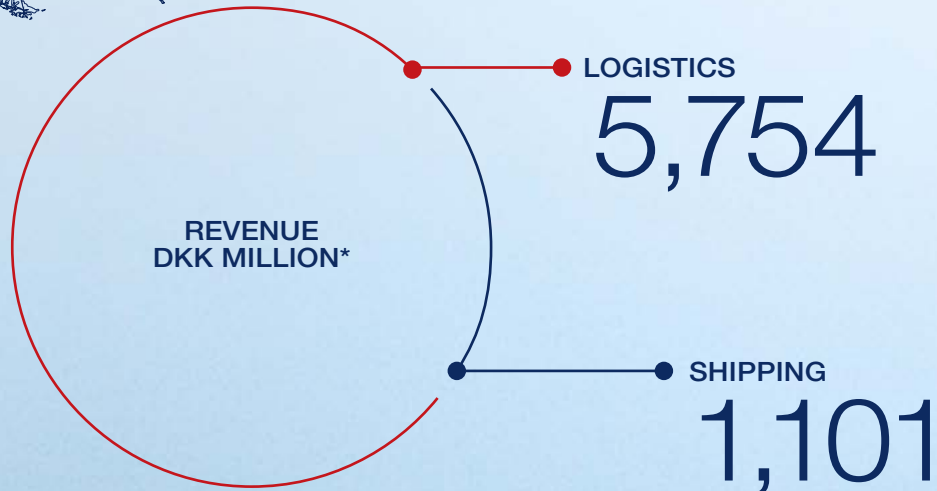 LOGISTICS
5,754
REVENUE
DKK MILLION*
SHIPPING
1,101